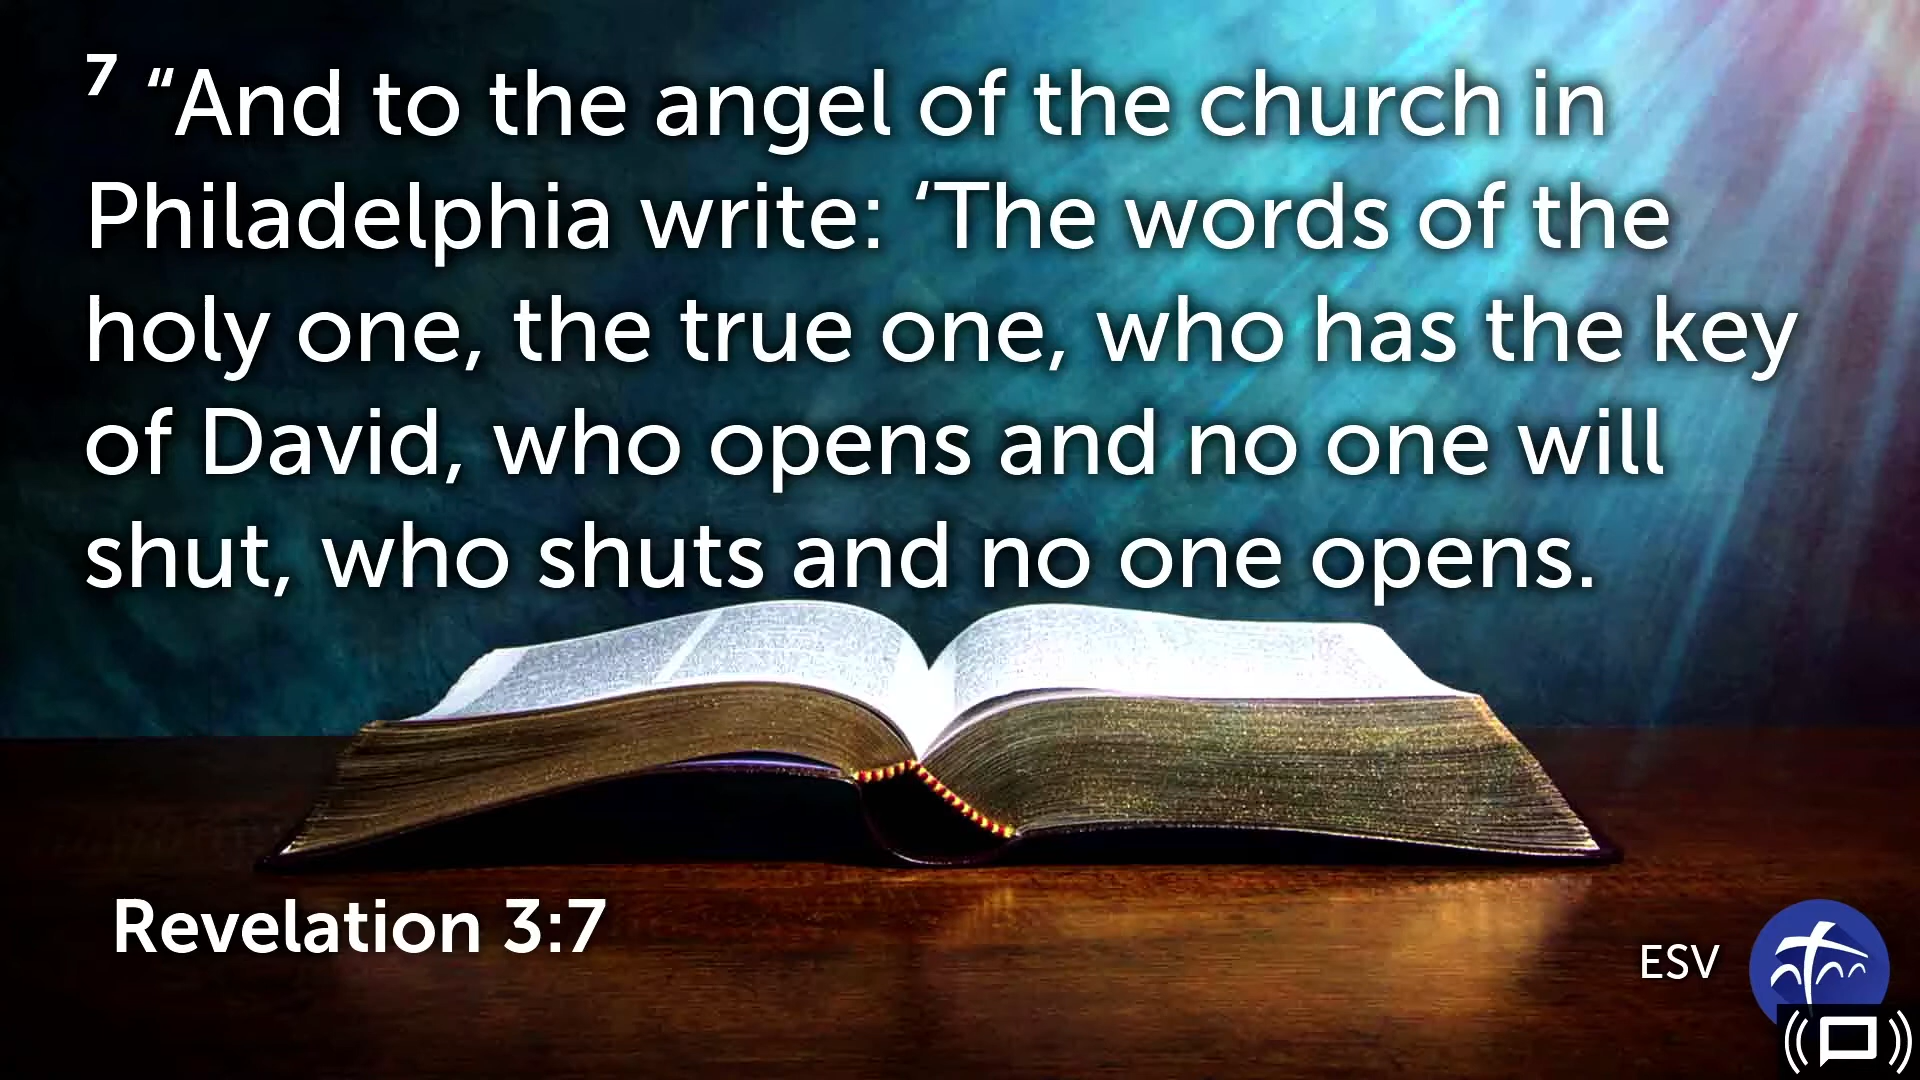 7 “And to the angel of the church in
Philadelphia write: ‘The words of the
holy one, the true one, who has the key
of David, who opens and no one will
shut, who shuts and no one opens.
Revelation 3:7
ESV